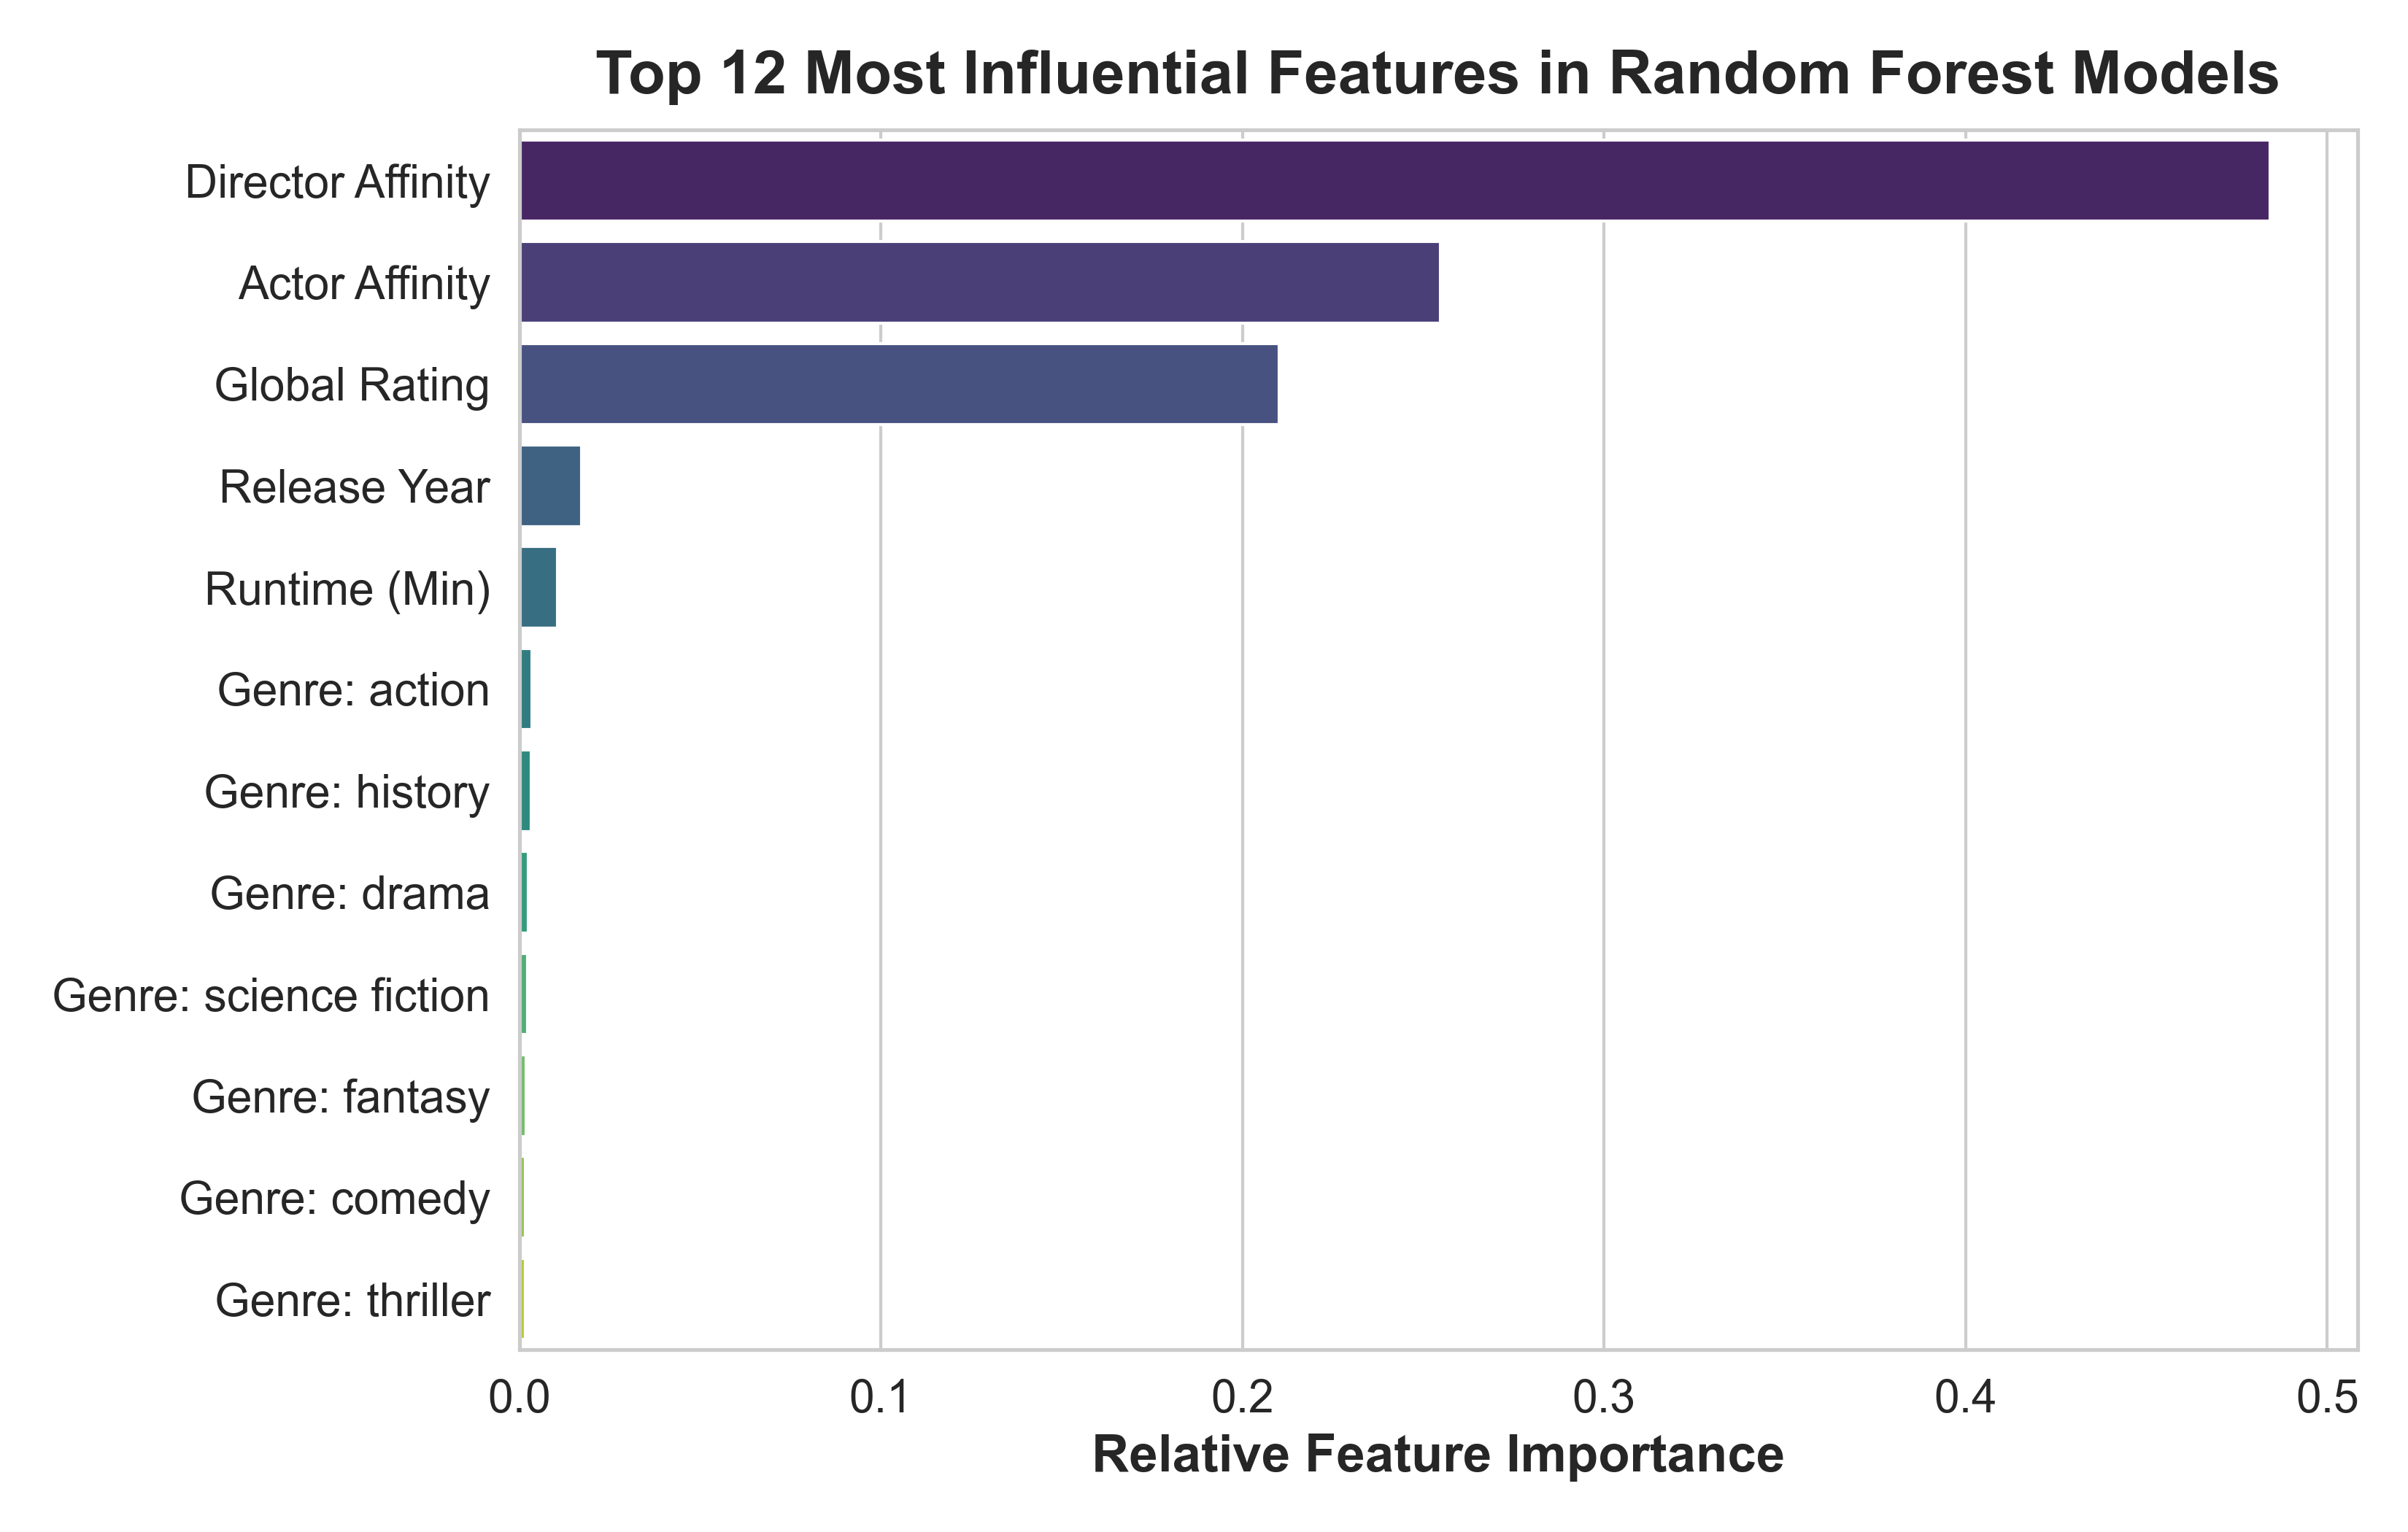 Top 12 Most Influential Features in Random Forest Models
Director Affinity
Actor Affinity
Global Rating
Release Year
Runtime (Min)
Genre: action
Genre: history
Genre: drama
Genre: science fiction
Genre: fantasy
Genre: comedy
Genre: thriller
0.0 0.1 0.2 0.3 0.4 0.5
Relative Feature Importance